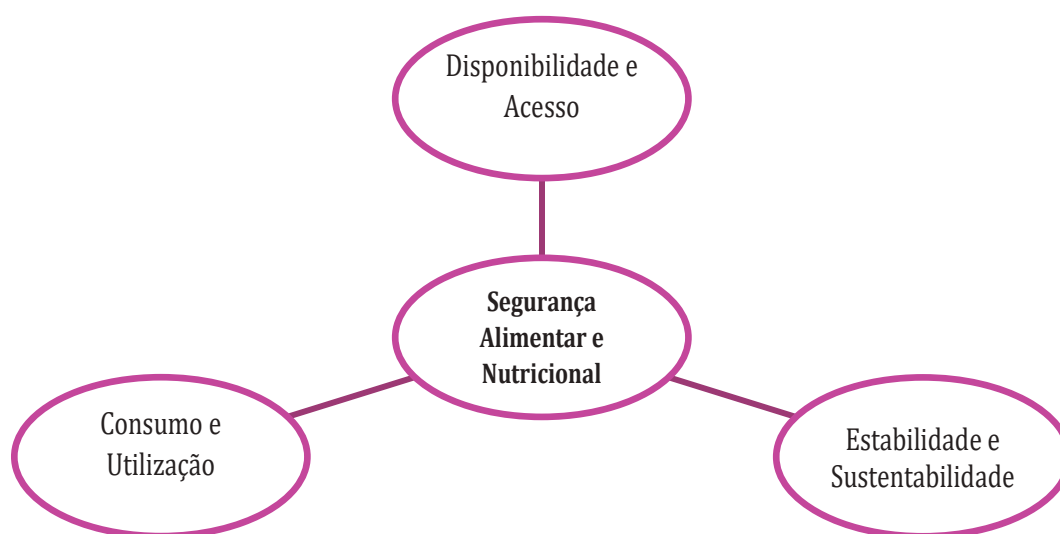 Disponibilidade e
Acesso
Segurança
Alimentar e
Nutricional
Consumo e
Utilização
Estabilidade e
Sustentabilidade